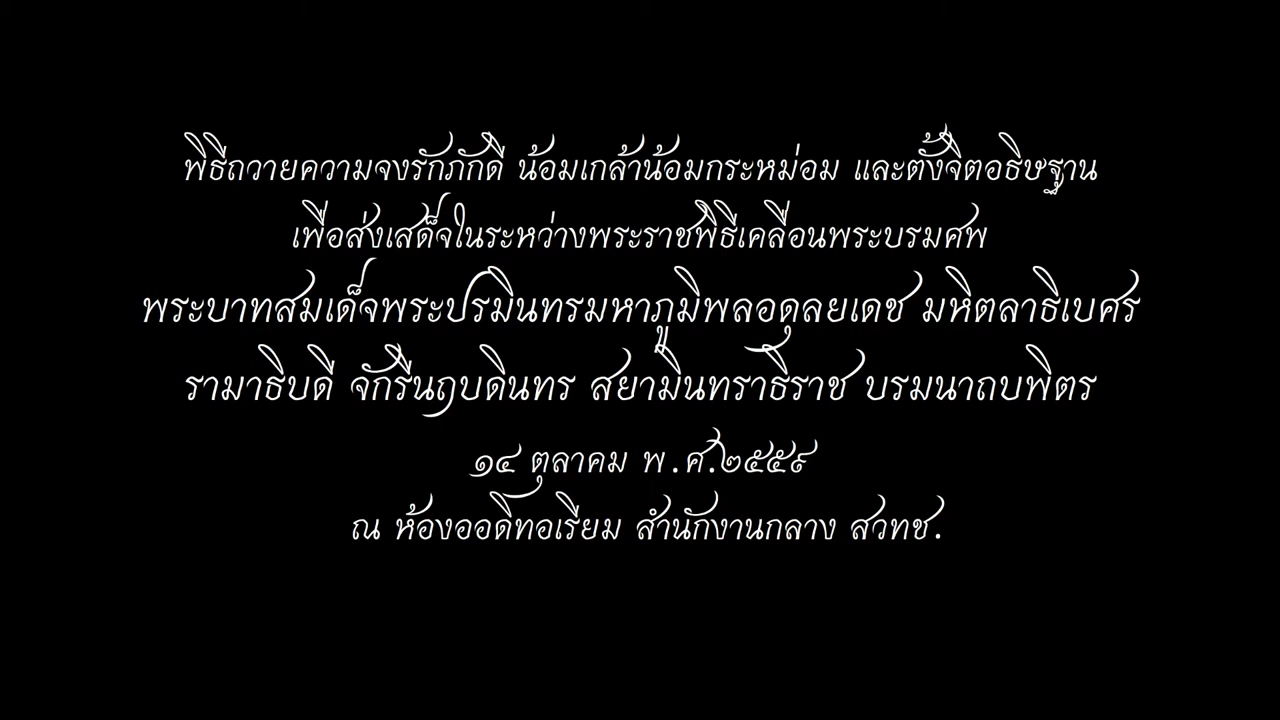 พิธีถวายความจงรักภักดี น้อมเกล้าน้อมกระหม่อม และตั้งจิตอธิษฐาน
เพื่อส่งเสด็จในระหว่างพระราชพิธีเคลื่อนพระบรมศพ
พระบาทสมเด็จพระปรมินทรมหาภูมิพลอดุลยเดช มหิตลาธิเบศร
รามาธิบดี จักรีนฤบดินทร สยามินทราธิราช บรมนาถบพิตร
๑๔ ตุลาคม พ.ศ.๒๕๕๙
ณ ห้องออดิทอเรียม สำนักงานกลาง สวทช.